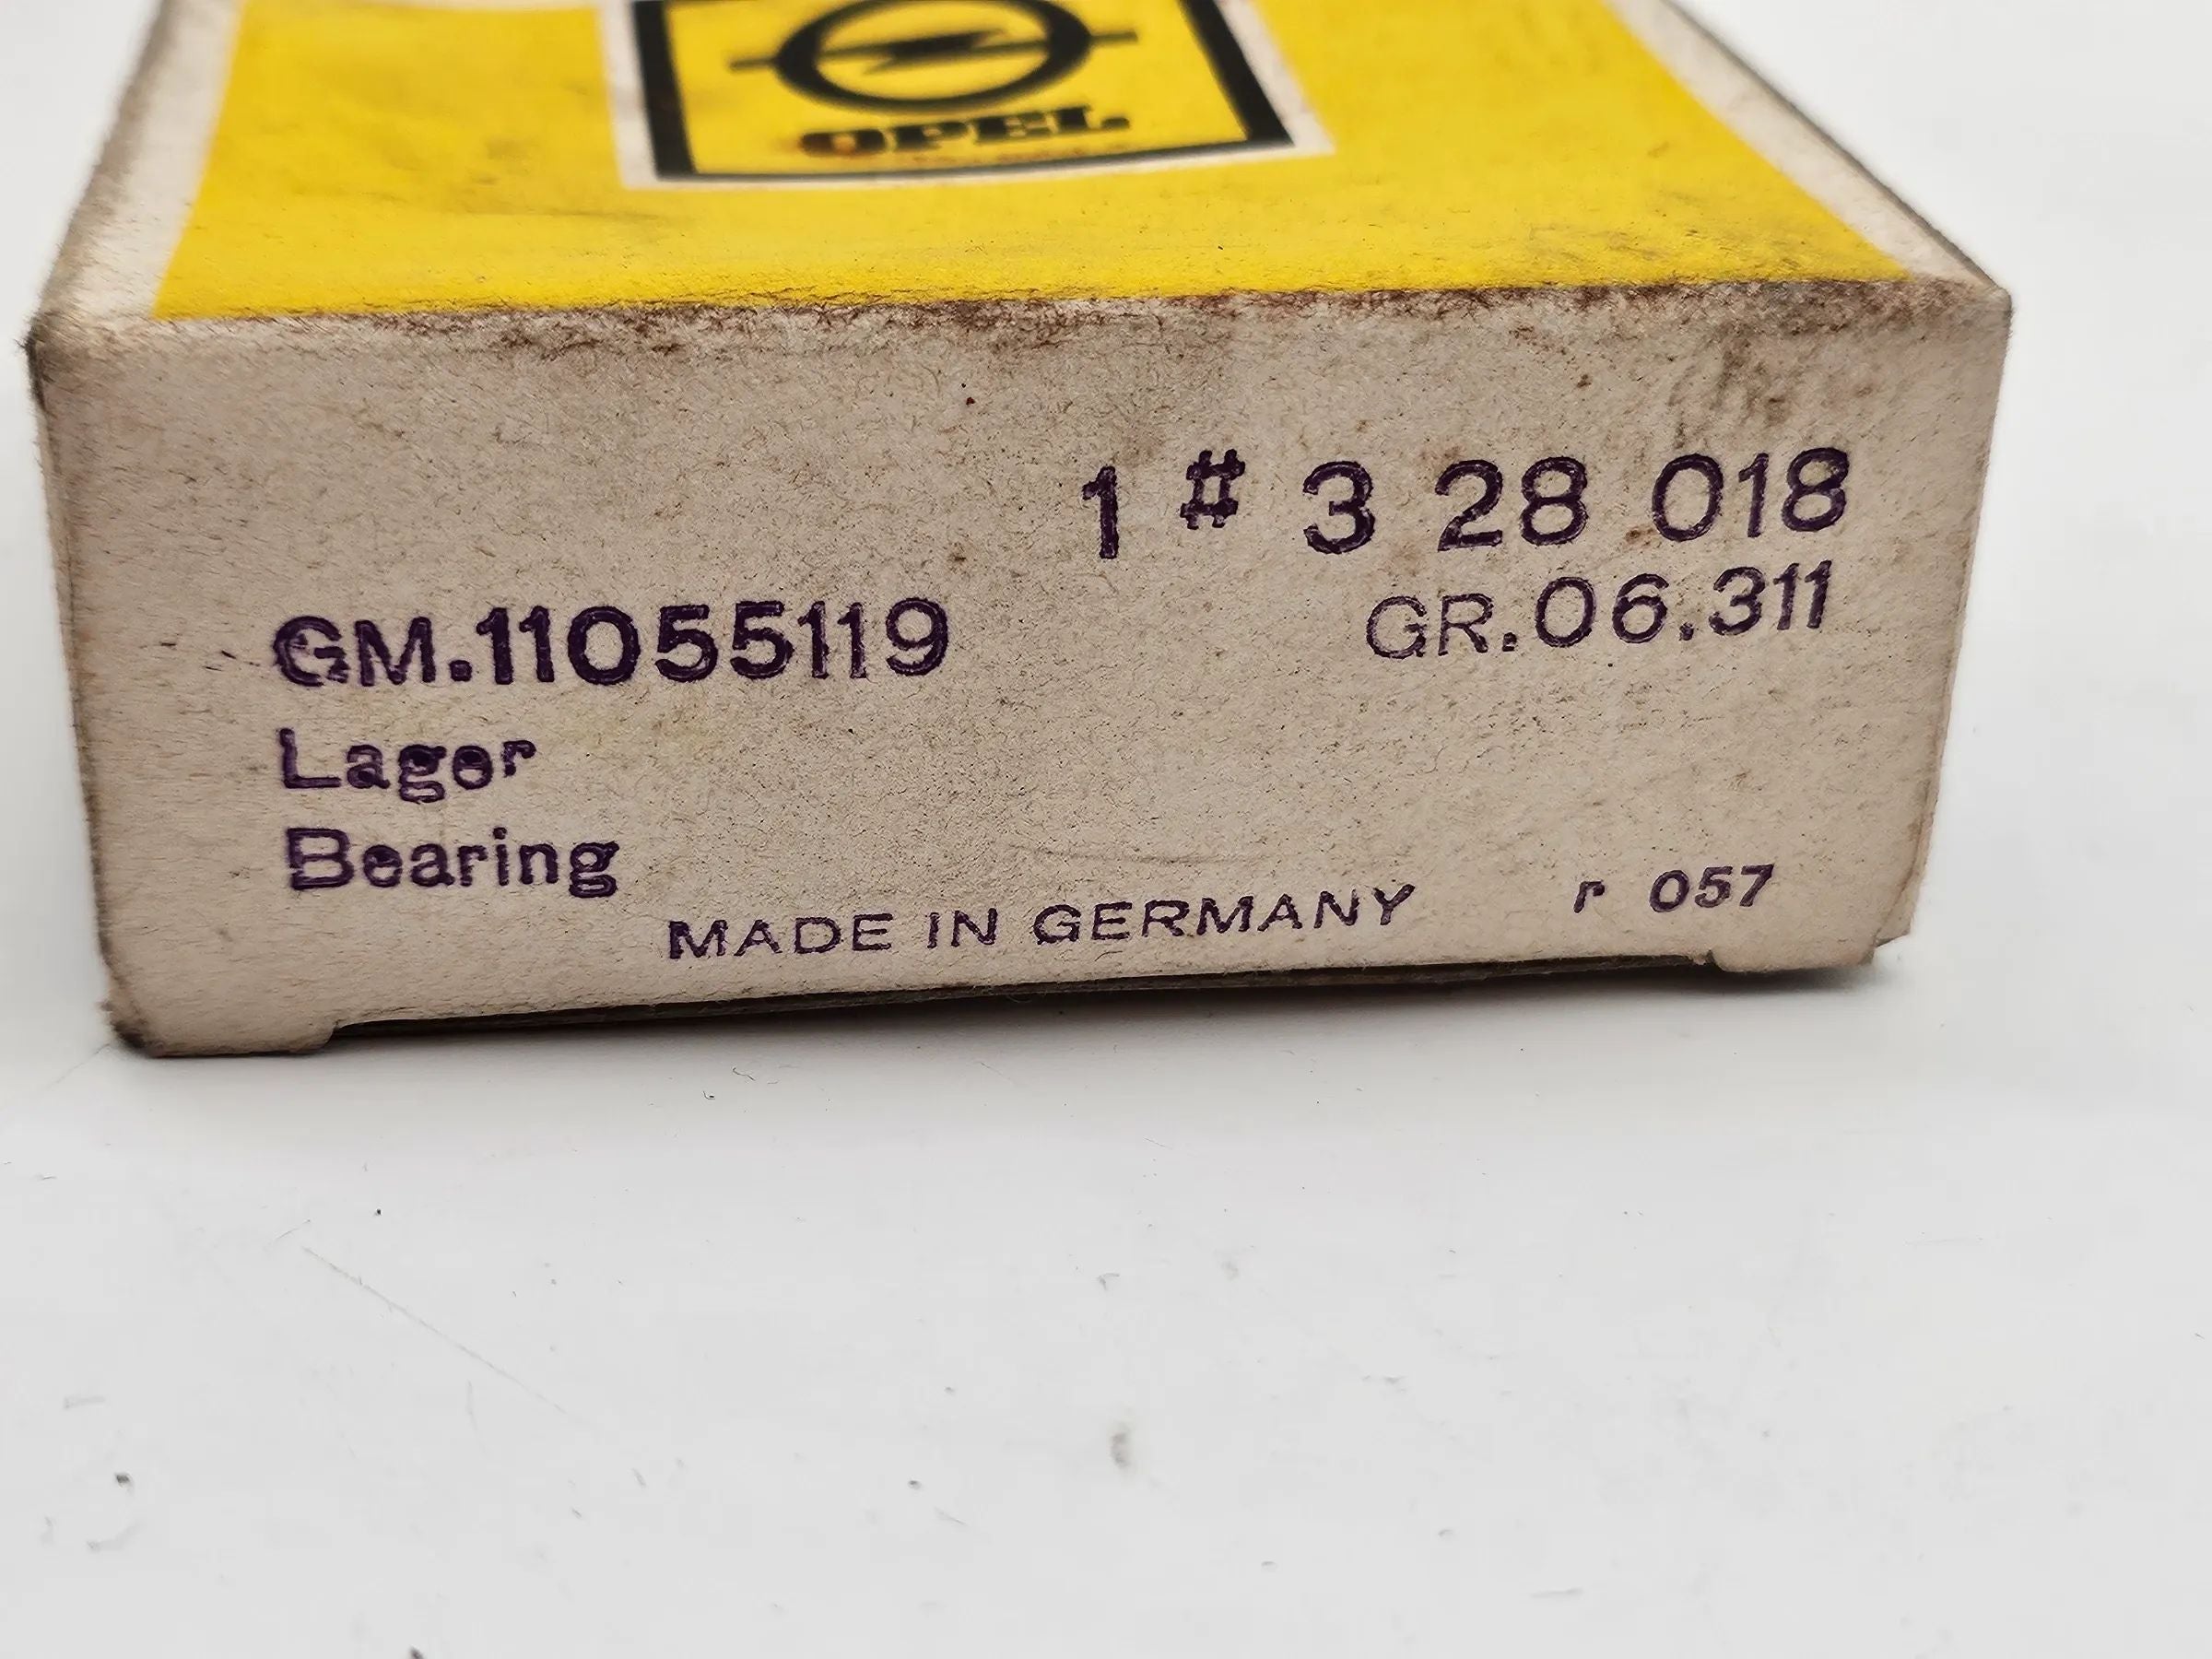 OPEL
1 # 3 28 018
GM.11055119
GR.06.311
Lager
Bearing
MADE IN GERMANY
r 057